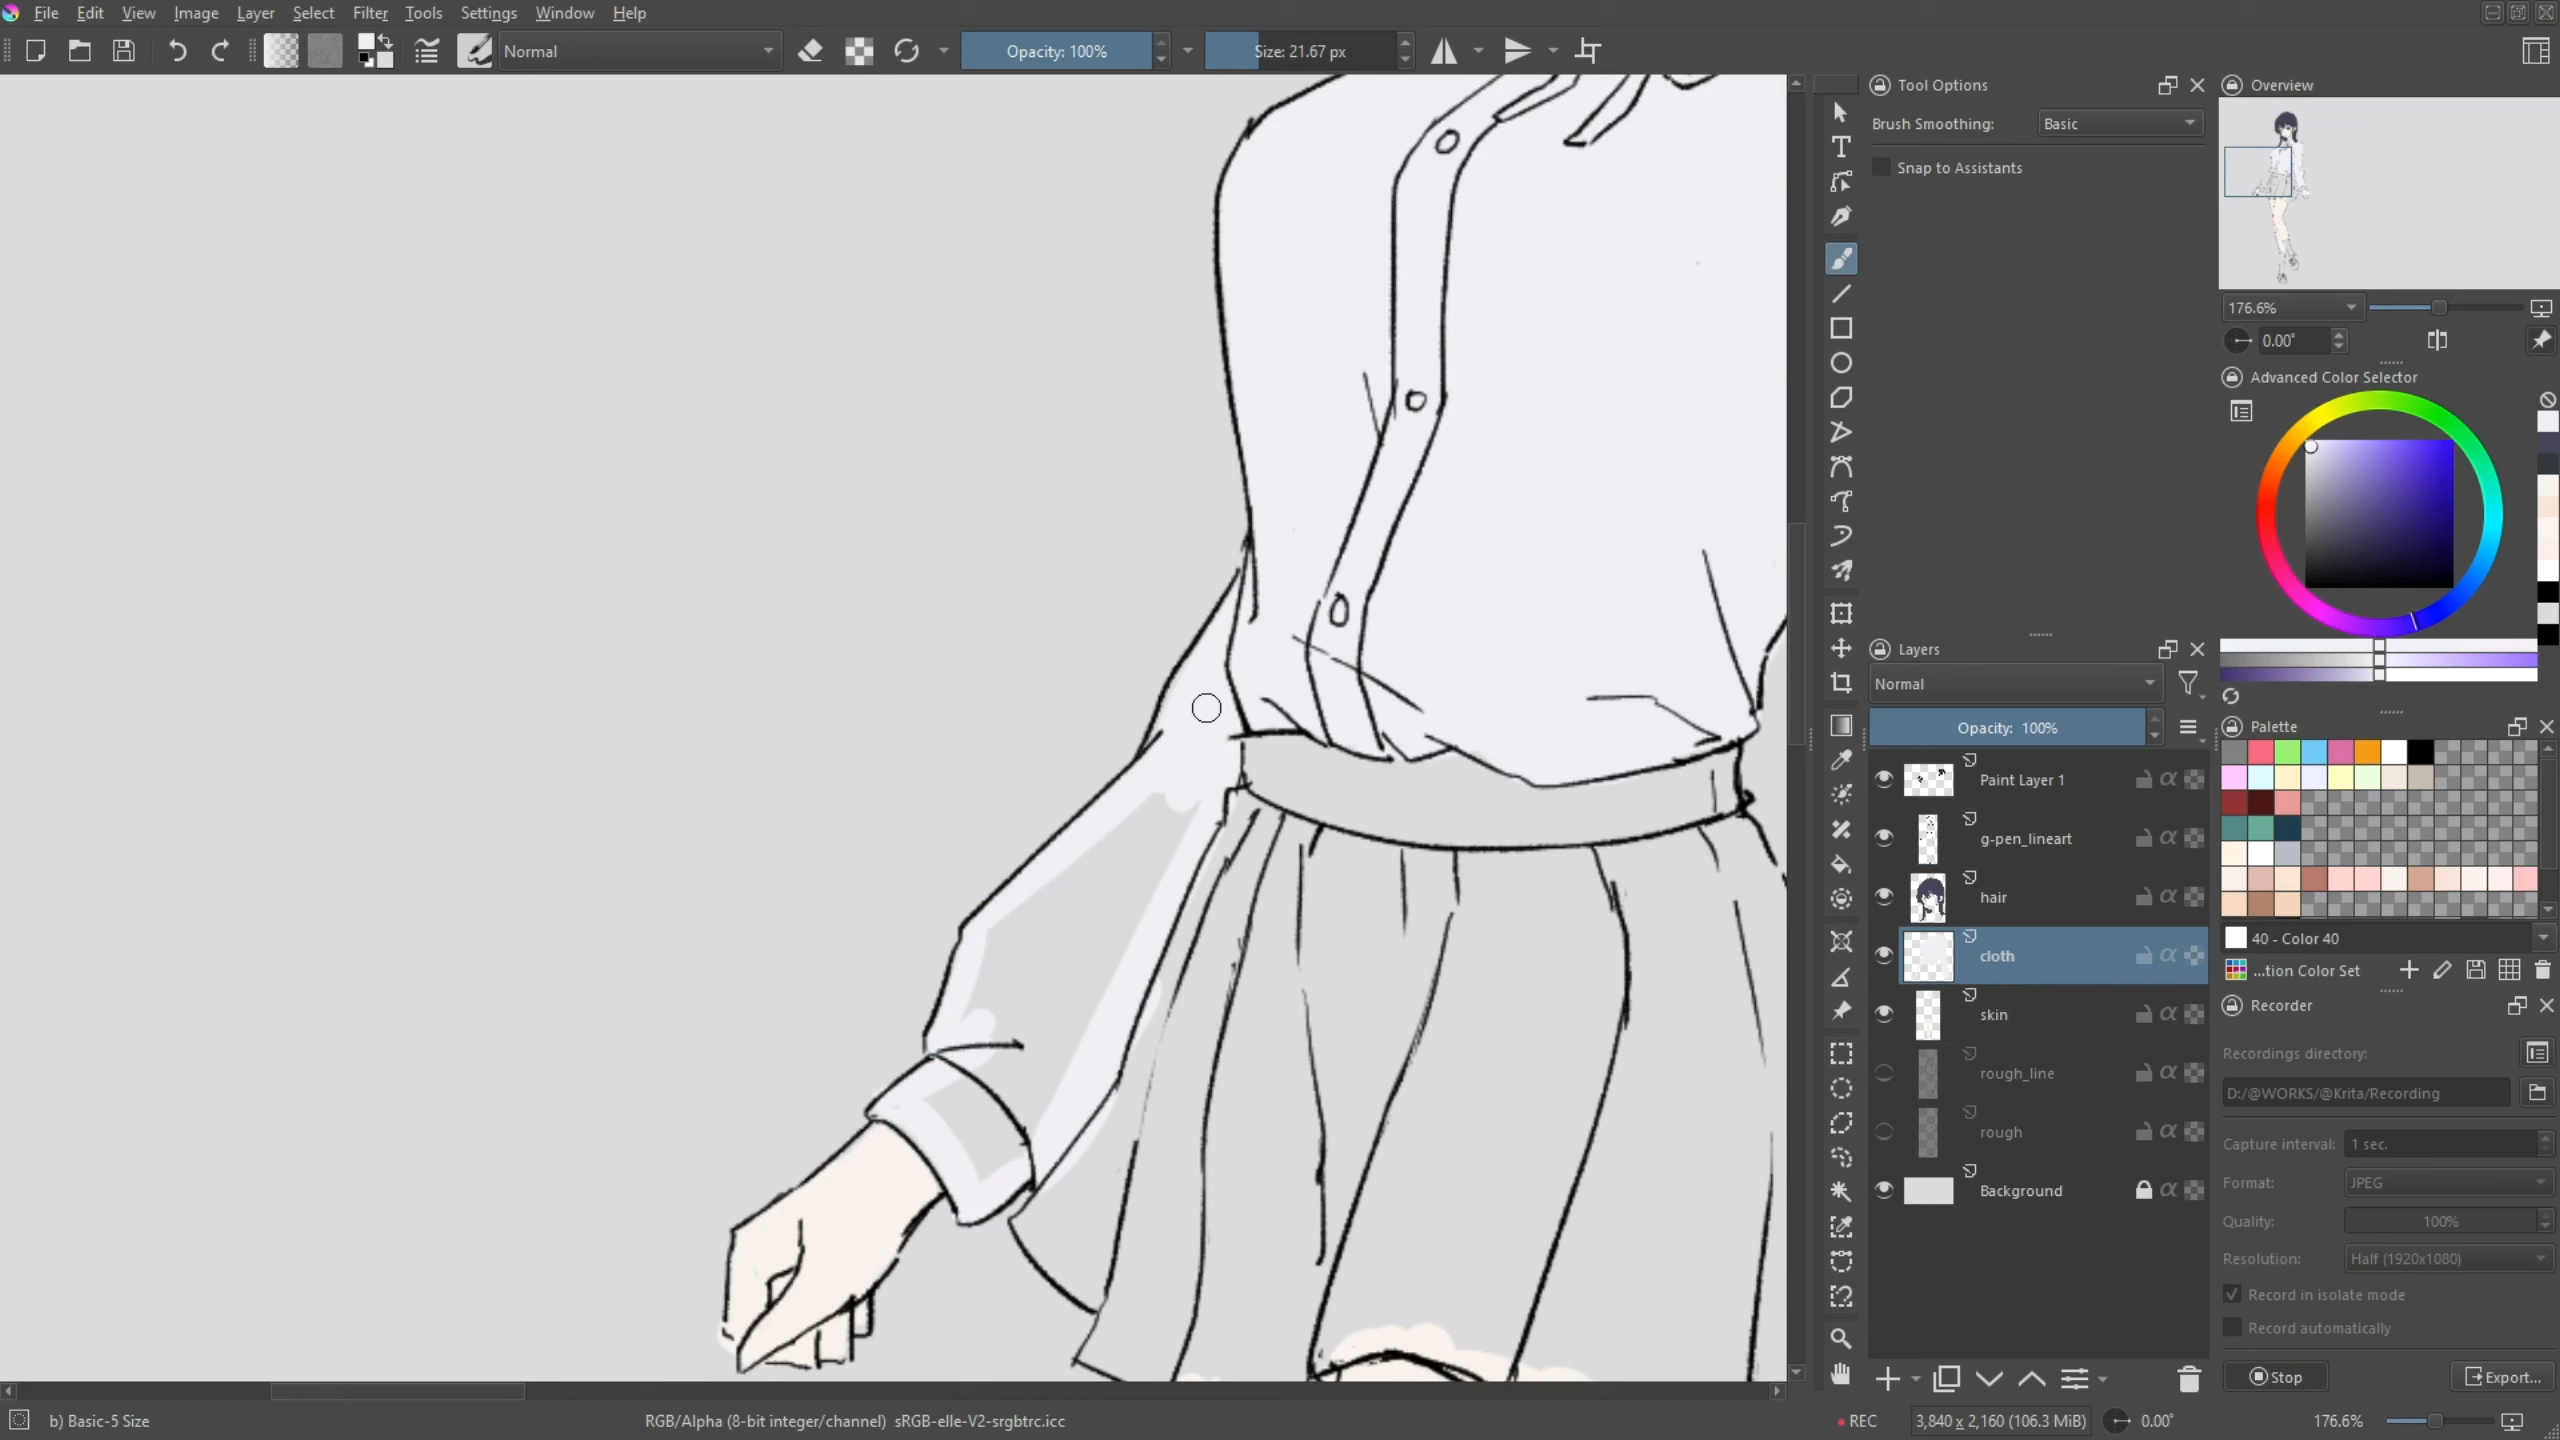 File Edit View Image Layer Select Filter Tools Settings Window Help
Normal Opacity: 100% Size: 21.67 px
Tool Options
Brush Smoothing: Basic
Snap to Assistants
Overview
176.6%
0.00°
Advanced Color Selector
Layers
Normal
Opacity: 100%
Paint Layer 1
g-pen_lineart
hair
cloth
skin
rough_line
rough
Background
Palette
40 - Color 40
...tion Color Set
Recorder
Recordings directory:
D:/@WORKS/@Krita/Recording
Capture interval: 1 sec.
Format: JPEG
Quality: 100%
Resolution: Half (1920x1080)
Record in isolate mode
Record automatically
Stop Export...
b) Basic-5 Size RGB/Alpha (8-bit integer/channel) sRGB-elle-V2-srgbtrc.icc REC 3,840 x 2,160 (106.3 MiB) 0.00° 176.6%